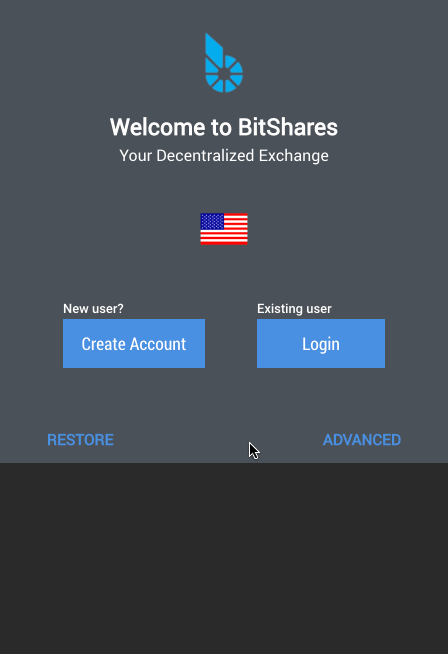 Welcome to BitShares
Your Decentralized Exchange
New user?
Existing user
Create Account
Login
RESTORE
ADVANCED